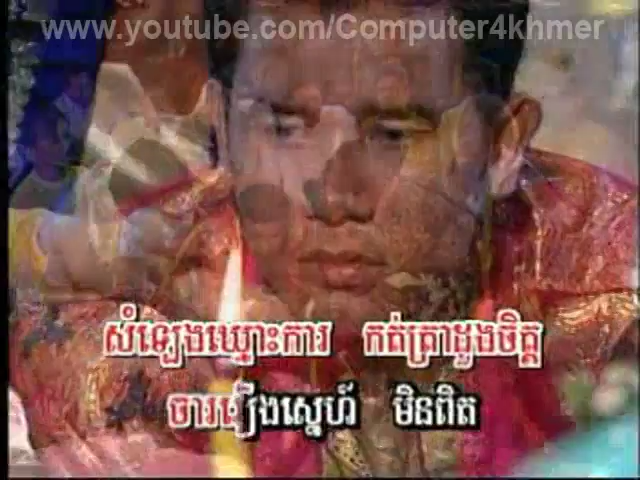 www.youtube.com/Computer4khmer
សំឡេងឃ្មោះការ កត់ត្រាដួងចិត្ត
ចាររឿងស្នេហ៍ មិនពិត